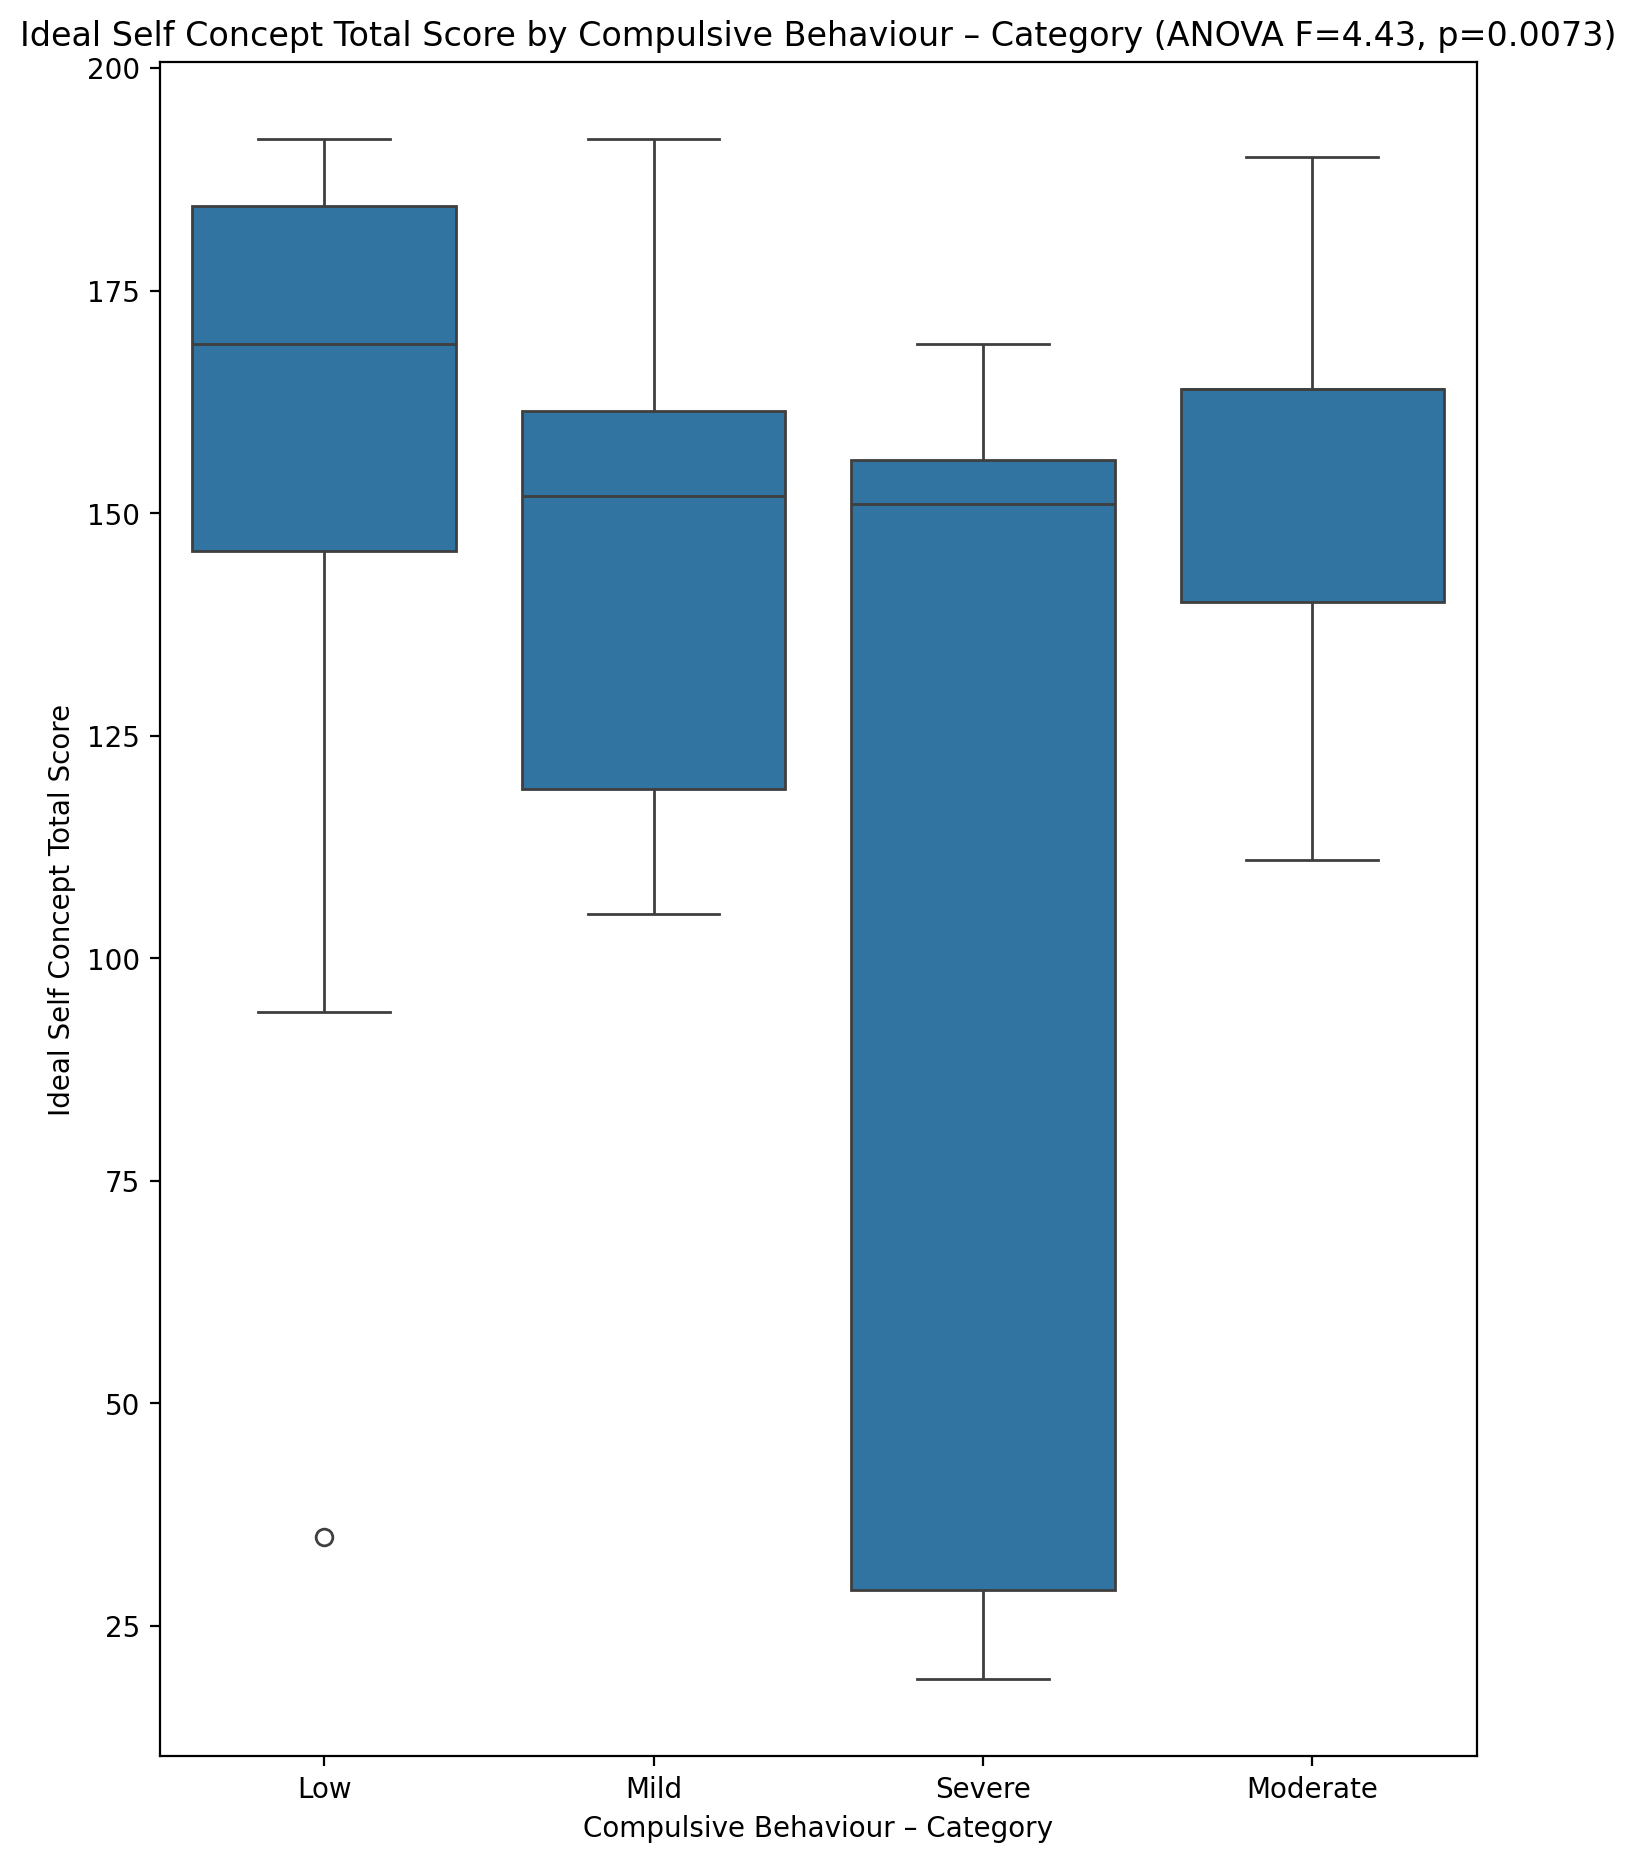 Ideal Self Concept Total Score by Compulsive Behaviour – Category (ANOVA F=4.43, p=0.0073)
Ideal Self Concept Total Score
200
175
150
125
100
75
50
25
Low Mild Severe Moderate
Compulsive Behaviour – Category